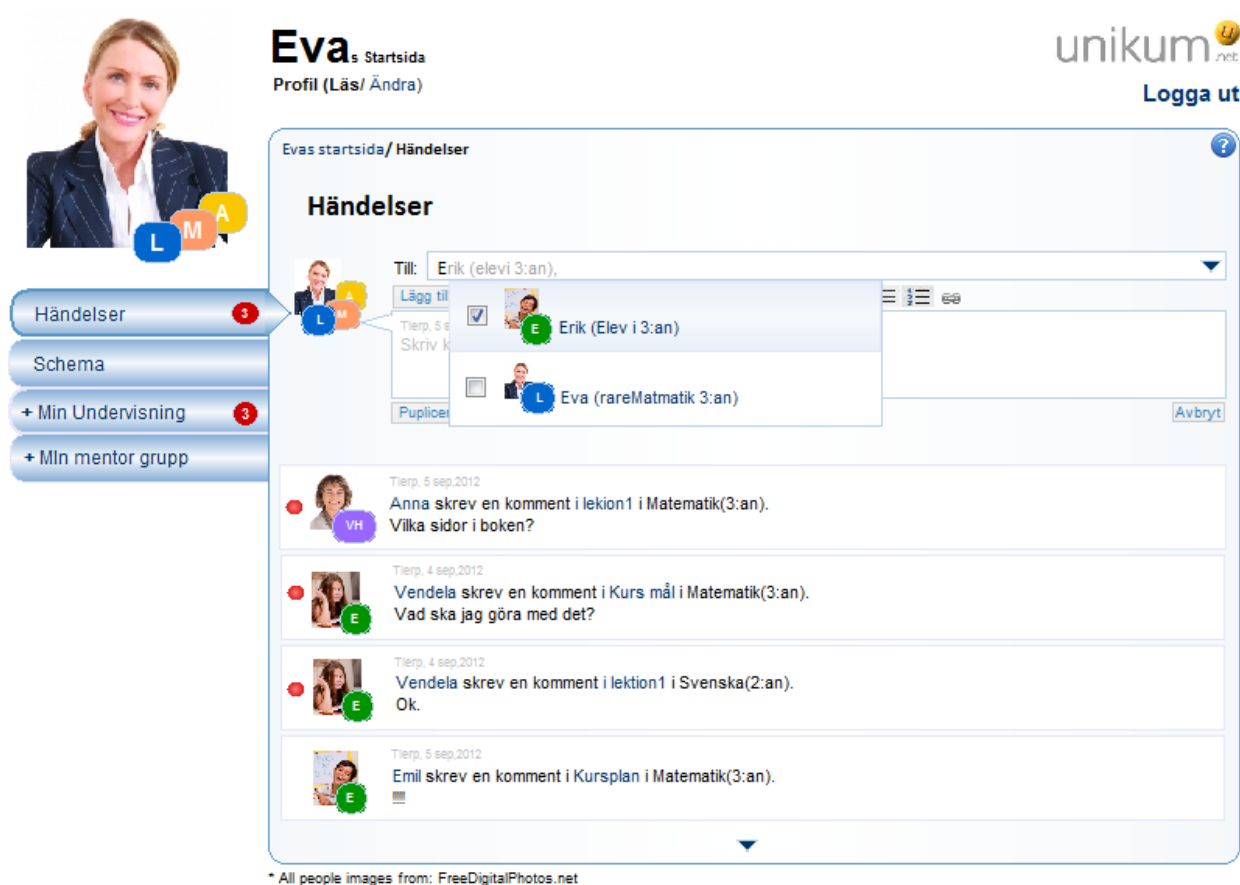 Evas Startsida
Profil (Läs/ Ändra)
unikum.net
Logga ut
L
M
A
Händelser 3
Schema
+ Min Undervisning 3
+ MIn mentor grupp
Evas startsida/ Händelser
?
Händelser
Till: Erik (elevi 3:an),
Lägg til
L
M
A
Tierp, 5 s
Skriv k
E
Erik (Elev i 3:an)
L
Eva (rareMatmatik 3:an)
Puplicer
Avbryt
Tierp, 5 sep,2012
Anna skrev en komment i lekion1 i Matematik(3:an).
Vilka sidor i boken?
VH
Tierp, 4 sep,2012
Vendela skrev en komment i Kurs mål i Matematik(3:an).
Vad ska jag göra med det?
E
Tierp, 4 sep,2012
Vendela skrev en komment i lektion1 i Svenska(2:an).
Ok.
E
Tierp, 5 sep,2012
Emil skrev en komment i Kursplan i Matematik(3:an).
!!!!
E
* All people images from: FreeDigitalPhotos.net